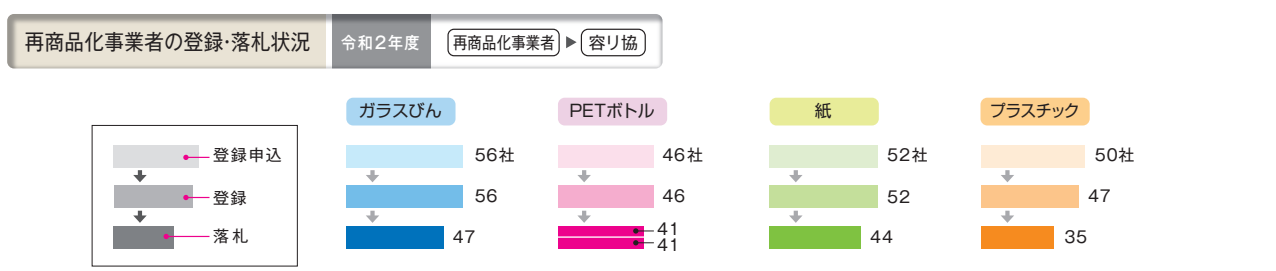 再商品化事業者の登録･落札状況 令和2年度 再商品化事業者 ▶ 容リ協
ガラスびん PETボトル 紙 プラスチック
登録申込 56社 46社 52社 50社
登録 56 46 52 47
落札 47 41 44 35
41